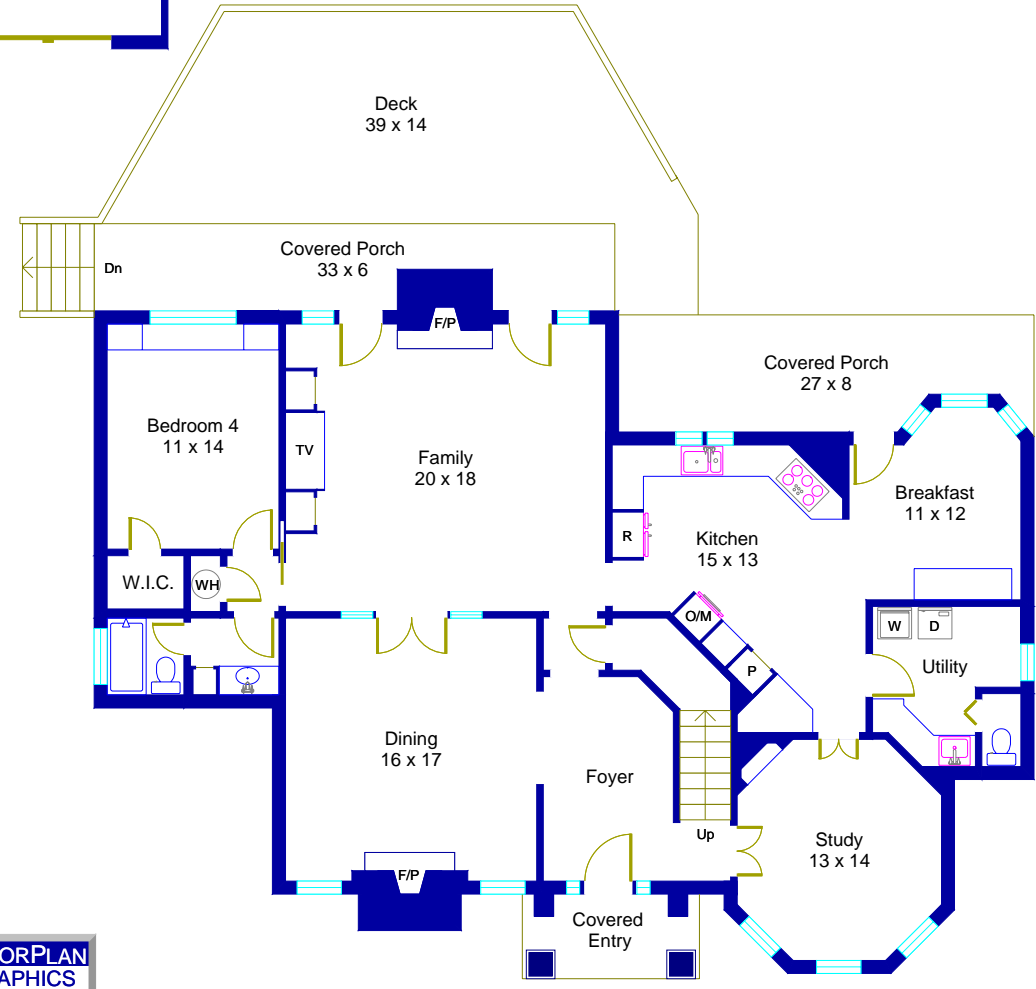 Deck
39 x 14
Covered Porch
33 x 6
Dn
F/P
Covered Porch
27 x 8
Bedroom 4
11 x 14
TV
Family
20 x 18
Breakfast
11 x 12
R
Kitchen
15 x 13
W.I.C.
WH
O/M
W
D
P
Utility
Dining
16 x 17
Foyer
Up
Study
13 x 14
F/P
Covered
Entry
ORPLAN
APHICS